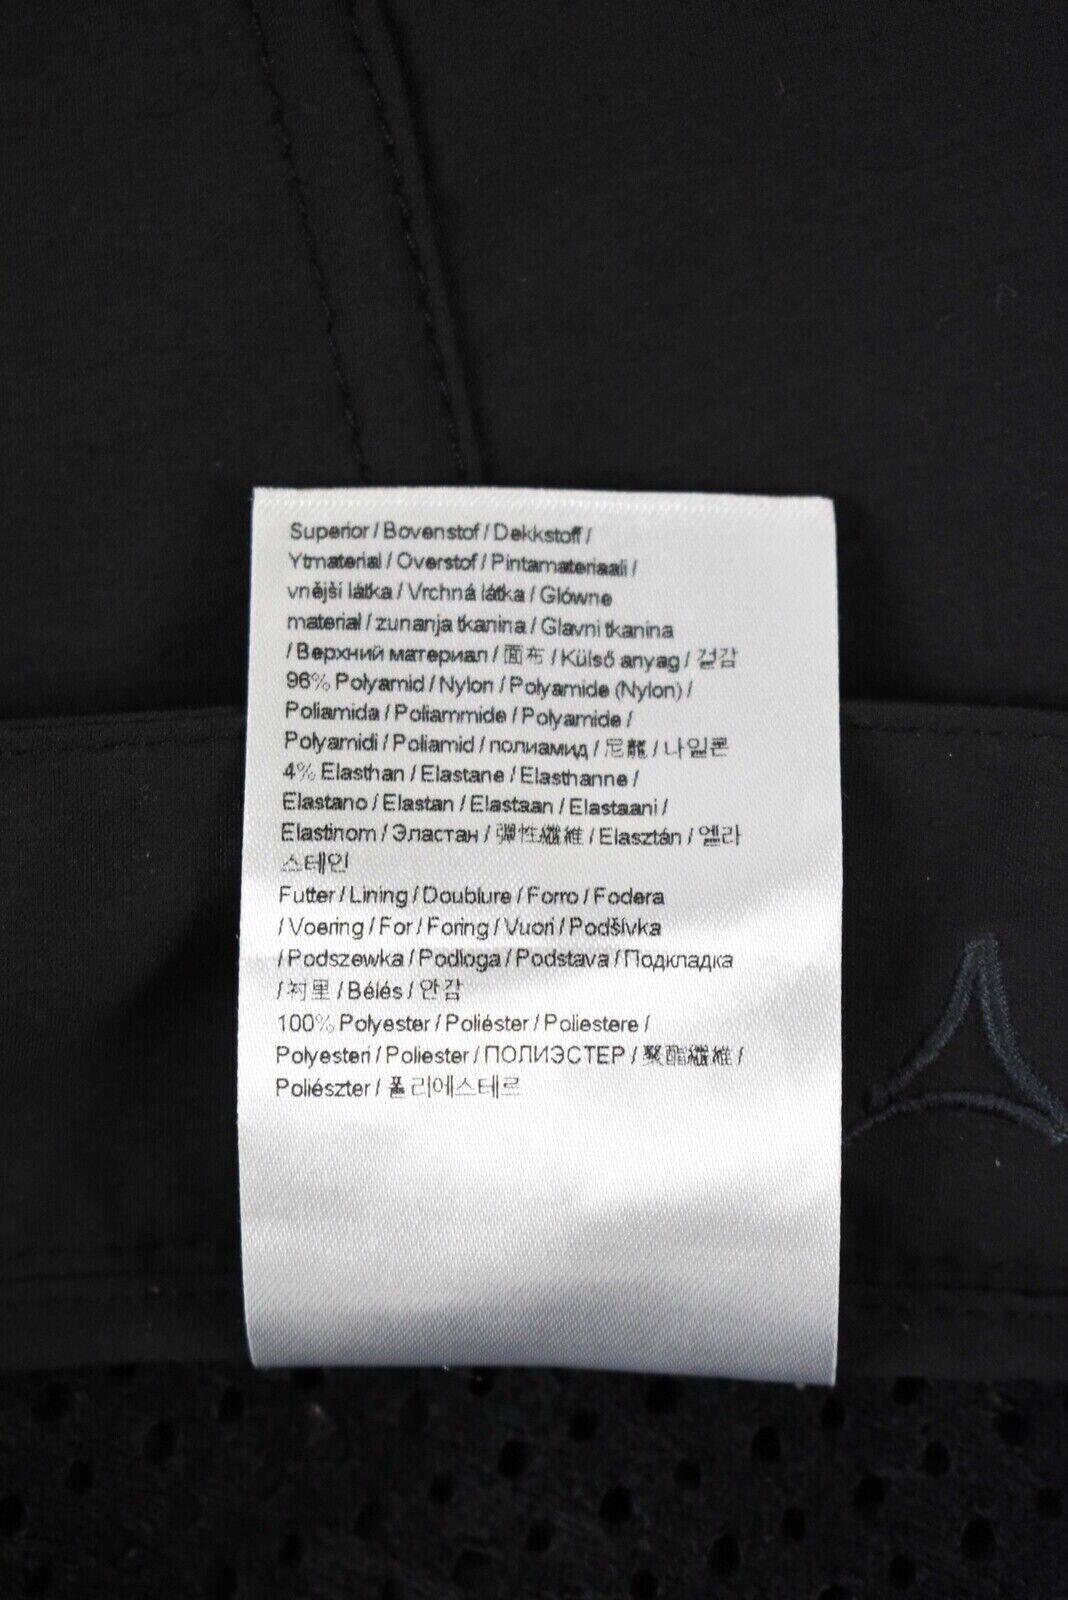 Superior / Bovenstof / Dekkstoff /
Ytmaterial / Overstof / Pintamateriaali /
vnější látka / Vrchná látka / Glówne
material / zunanja tkanina / Glavni tkanina
/ Верхний материал / 面布 / Külső anyag / 겉감
96% Polyamid / Nylon / Polyamide (Nylon) /
Poliamida / Poliammide / Polyamide /
Polyamidi / Poliamid / полиамид / 尼龍 / 나일론
4% Elasthan / Elastane / Elasthanne /
Elastano / Elastan / Elastaan / Elastaani /
Elastinom / Эластан / 彈性纖維 / Elasztán / 엘라
스테인
Futter / Lining / Doublure / Forro / Fodera
/ Voering / For / Foring / Vuori / Podšívka
/ Podszewka / Podloga / Podstava / Подкладка
/ 衬里 / Bélés / 안감
100% Polyester / Poliéster / Poliestere /
Polyesteri / Poliester / ПОЛИЭСТЕР / 聚酯纖維 /
Poliészter / 폴리에스테르